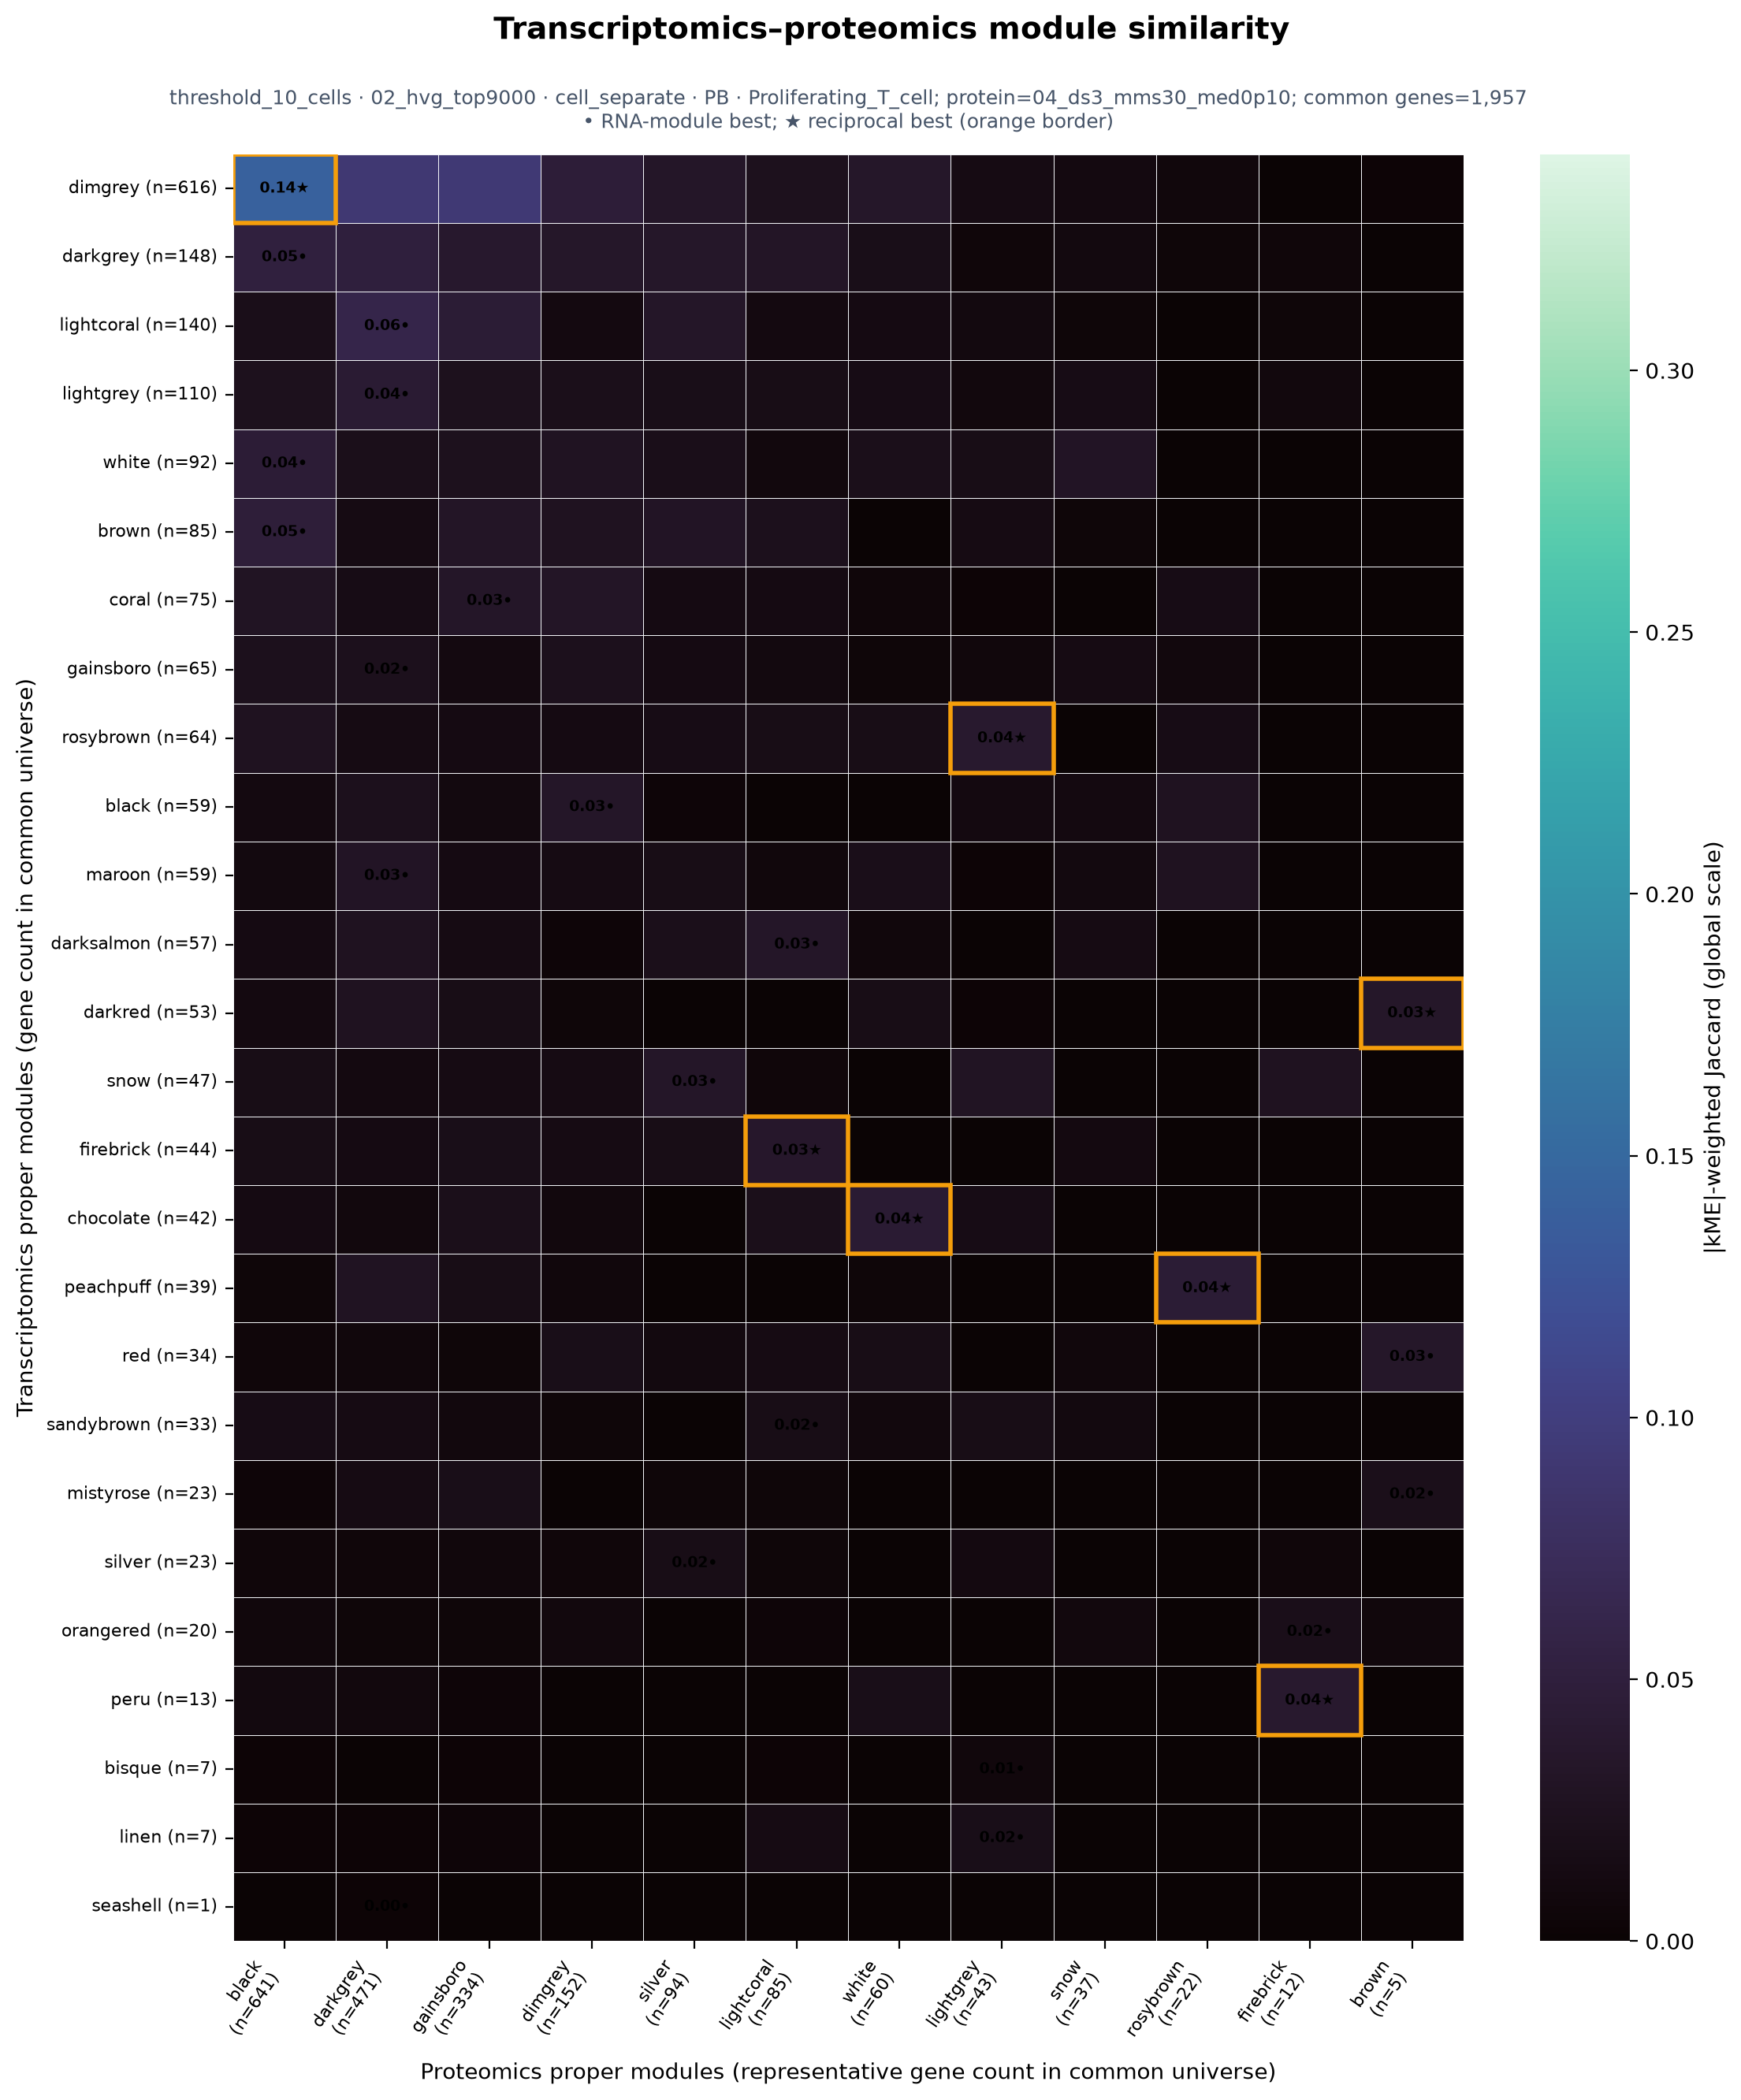 Transcriptomics–proteomics module similarity
threshold_10_cells · 02_hvg_top9000 · cell_separate · PB · Proliferating_T_cell; protein=04_ds3_mms30_med0p10; common genes=1,957
• RNA-module best; ★ reciprocal best (orange border)
Transcriptomics proper modules (gene count in common universe)
dimgrey (n=616)
0.14★
darkgrey (n=148)
0.05•
lightcoral (n=140)
0.06•
lightgrey (n=110)
0.04•
white (n=92)
0.04•
brown (n=85)
0.05•
coral (n=75)
0.03•
gainsboro (n=65)
0.02•
rosybrown (n=64)
0.04★
black (n=59)
0.03•
maroon (n=59)
0.03•
darksalmon (n=57)
0.03•
darkred (n=53)
0.03★
snow (n=47)
0.03•
firebrick (n=44)
0.03★
chocolate (n=42)
0.04★
peachpuff (n=39)
0.04★
red (n=34)
0.03•
sandybrown (n=33)
0.02•
mistyrose (n=23)
0.02•
silver (n=23)
0.02•
orangered (n=20)
0.02•
peru (n=13)
0.04★
bisque (n=7)
0.01•
linen (n=7)
0.02•
seashell (n=1)
0.00•
black
(n=641)
darkgrey
(n=471)
gainsboro
(n=334)
dimgrey
(n=152)
silver
(n=94)
lightcoral
(n=85)
white
(n=60)
lightgrey
(n=43)
snow
(n=37)
rosybrown
(n=22)
firebrick
(n=12)
brown
(n=5)
Proteomics proper modules (representative gene count in common universe)
0.30
0.25
0.20
0.15
0.10
0.05
0.00
|kME|-weighted Jaccard (global scale)